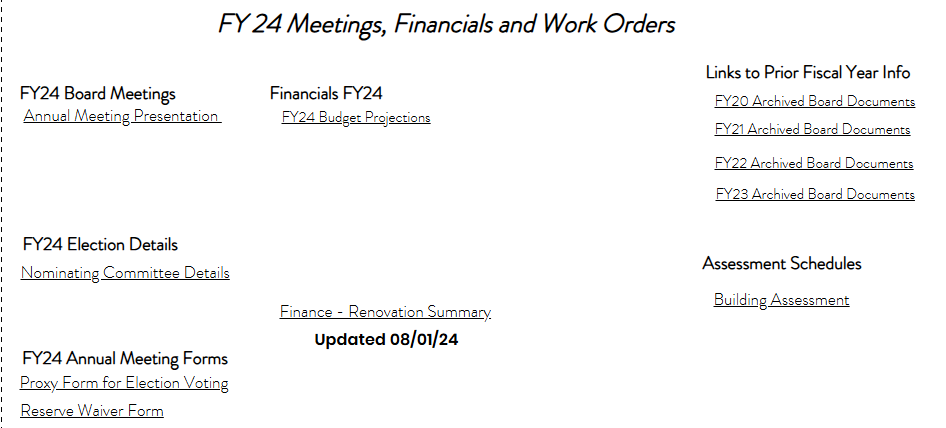 FY 24 Meetings, Financials and Work Orders
FY24 Board Meetings
Annual Meeting Presentation
Financials FY24
FY24 Budget Projections
Links to Prior Fiscal Year Info
FY20 Archived Board Documents
FY21 Archived Board Documents
FY22 Archived Board Documents
FY23 Archived Board Documents
FY24 Election Details
Nominating Committee Details
Assessment Schedules
Building Assessment
Finance - Renovation Summary
Updated 08/01/24
FY24 Annual Meeting Forms
Proxy Form for Election Voting
Reserve Waiver Form